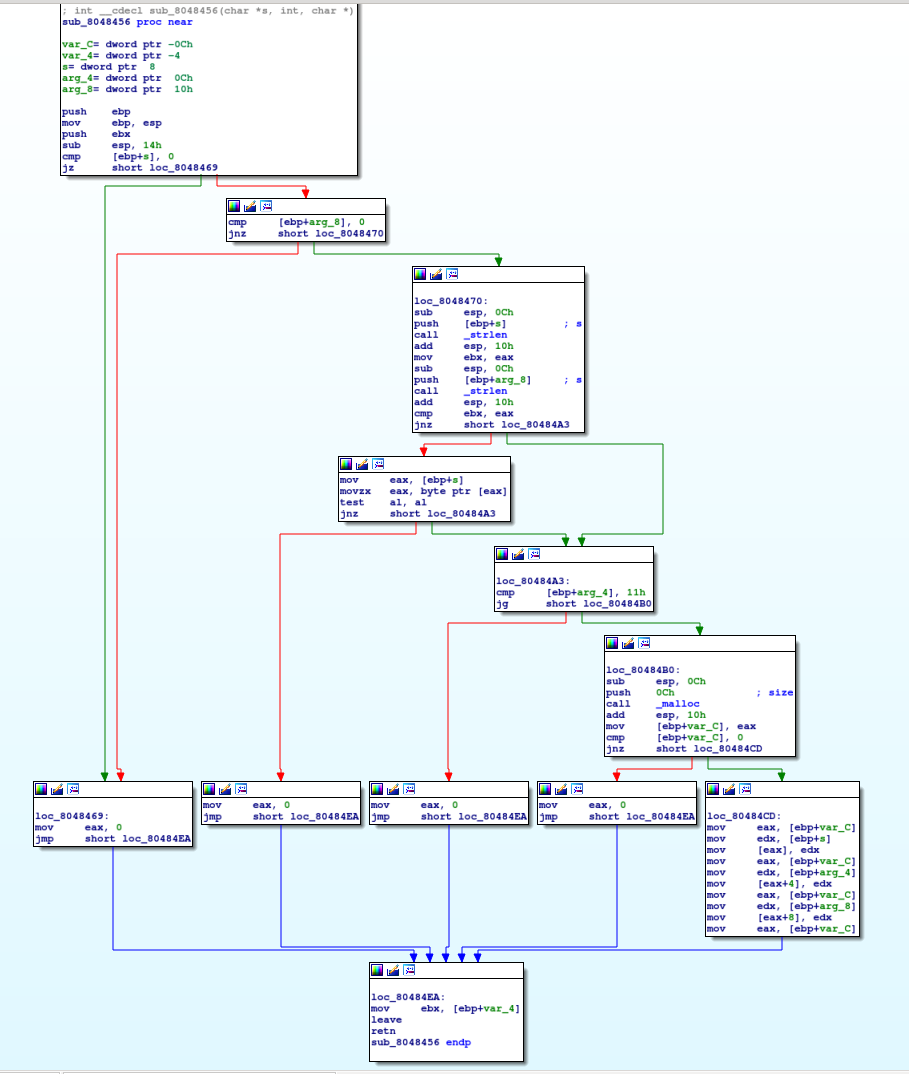 ; int __cdecl sub_8048456(char *s, int, char *)
sub_8048456 proc near
var_C= dword ptr -0Ch
var_4= dword ptr -4
s= dword ptr  8
arg_4= dword ptr  0Ch
arg_8= dword ptr  10h
push    ebp
mov     ebp, esp
push    ebx
sub     esp, 14h
cmp     [ebp+s], 0
jz      short loc_8048469
cmp     [ebp+arg_8], 0
jnz     short loc_8048470
loc_8048470:
sub     esp, 0Ch
push    [ebp+s]         ; s
call    _strlen
add     esp, 10h
mov     ebx, eax
sub     esp, 0Ch
push    [ebp+arg_8]     ; s
call    _strlen
add     esp, 10h
cmp     ebx, eax
jnz     short loc_80484A3
mov     eax, [ebp+s]
movzx   eax, byte ptr [eax]
test    al, al
jnz     short loc_80484A3
loc_80484A3:
cmp     [ebp+arg_4], 11h
jg      short loc_80484B0
loc_80484B0:
sub     esp, 0Ch
push    0Ch             ; size
call    _malloc
add     esp, 10h
mov     [ebp+var_C], eax
cmp     [ebp+var_C], 0
jnz     short loc_80484CD
loc_8048469:
mov     eax, 0
jmp     short loc_80484EA
mov     eax, 0
jmp     short loc_80484EA
mov     eax, 0
jmp     short loc_80484EA
mov     eax, 0
jmp     short loc_80484EA
loc_80484CD:
mov     eax, [ebp+var_C]
mov     edx, [ebp+s]
mov     [eax], edx
mov     eax, [ebp+var_C]
mov     edx, [ebp+arg_4]
mov     [eax+4], edx
mov     eax, [ebp+var_C]
mov     edx, [ebp+arg_8]
mov     [eax+8], edx
mov     eax, [ebp+var_C]
loc_80484EA:
mov     ebx, [ebp+var_4]
leave
retn
sub_8048456 endp